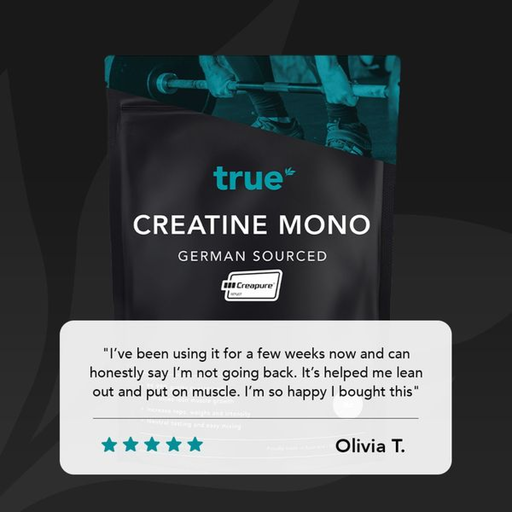 true
CREATINE MONO
GERMAN SOURCED
Creapure®
"I've been using it for a few weeks now and can
honestly say I'm not going back. It's helped me lean
out and put on muscle. I'm so happy I bought this"
Olivia T.